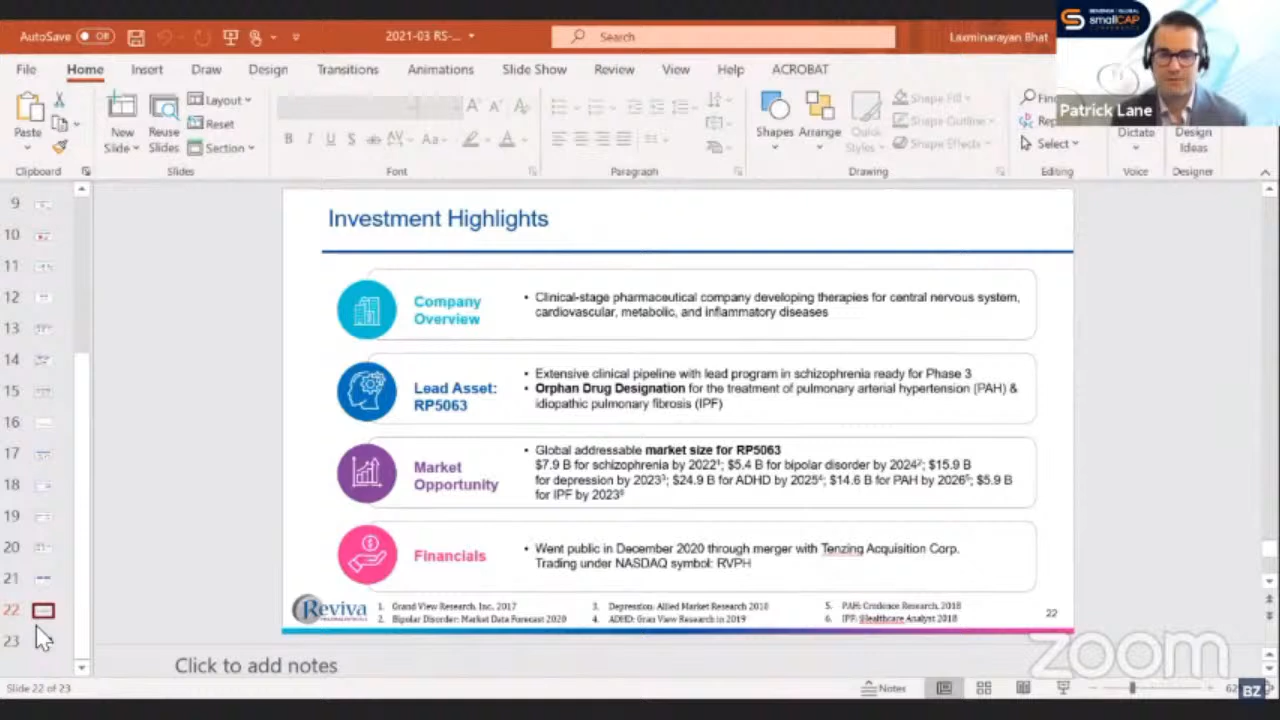 AutoSave Off
2021-03 RS-...
Search
Laxminarayan Bhat
smallCAP
Patrick Lane
File Home Insert Draw Design Transitions Animations Slide Show Review View Help ACROBAT
Paste
New Slide
Reuse Slides
Layout
Reset
Section
Shapes
Arrange
Quick Styles
Shape Fill
Shape Outline
Shape Effects
Select
Dictate
Design Ideas
Clipboard
Slides
Font
Paragraph
Drawing
Editing
Voice
Designer
9
10
11
12
13
14
15
16
17
18
19
20
21
22
23
Investment Highlights
Company
Overview
• Clinical-stage pharmaceutical company developing therapies for central nervous system,
cardiovascular, metabolic, and inflammatory diseases
Lead Asset:
RP5063
• Extensive clinical pipeline with lead program in schizophrenia ready for Phase 3
• Orphan Drug Designation for the treatment of pulmonary arterial hypertension (PAH) &
idiopathic pulmonary fibrosis (IPF)
Market
Opportunity
• Global addressable market size for RP5063
$7.9 B for schizophrenia by 2022¹; $5.4 B for bipolar disorder by 2024²; $15.9 B
for depression by 2023³; $24.9 B for ADHD by 2025⁴; $14.6 B for PAH by 2026⁵; $5.9 B
for IPF by 2023⁶
Financials
• Went public in December 2020 through merger with Tenzing Acquisition Corp.
Trading under NASDAQ symbol: RVPH
Reviva
PHARMACEUTICALS
1. Grand View Research, Inc. 2017
2. Bipolar Disorder: Market Data Forecast 2020
3. Depression: Allied Market Research 2018
4. ADHD: Gran View Research in 2019
5. PAH: Credence Research, 2018
6. IPF: iHealthcare Analyst 2018
22
Click to add notes
zoom
Slide 22 of 23
Notes
BZ